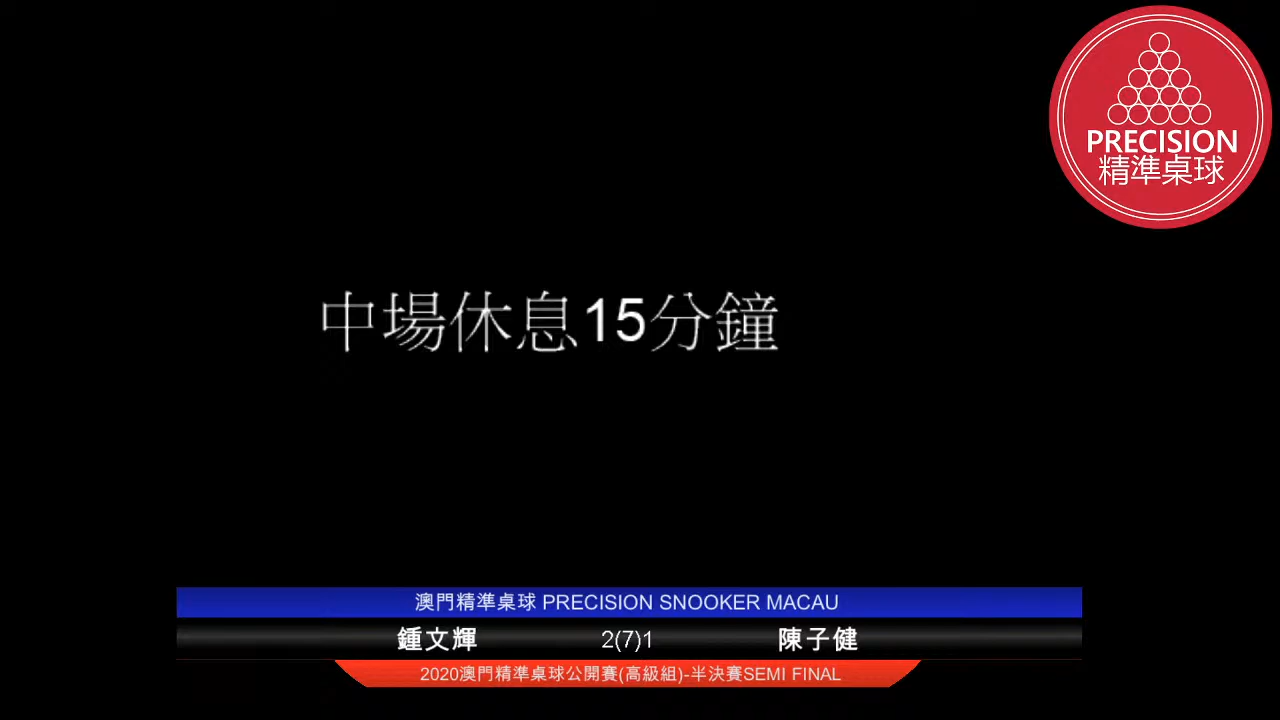 PRECISION
精準桌球
中場休息15分鐘
澳門精準桌球 PRECISION SNOOKER MACAU
鍾文輝 2(7)1 陳子健
2020澳門精準桌球公開賽(高級組)-半決賽SEMI FINAL